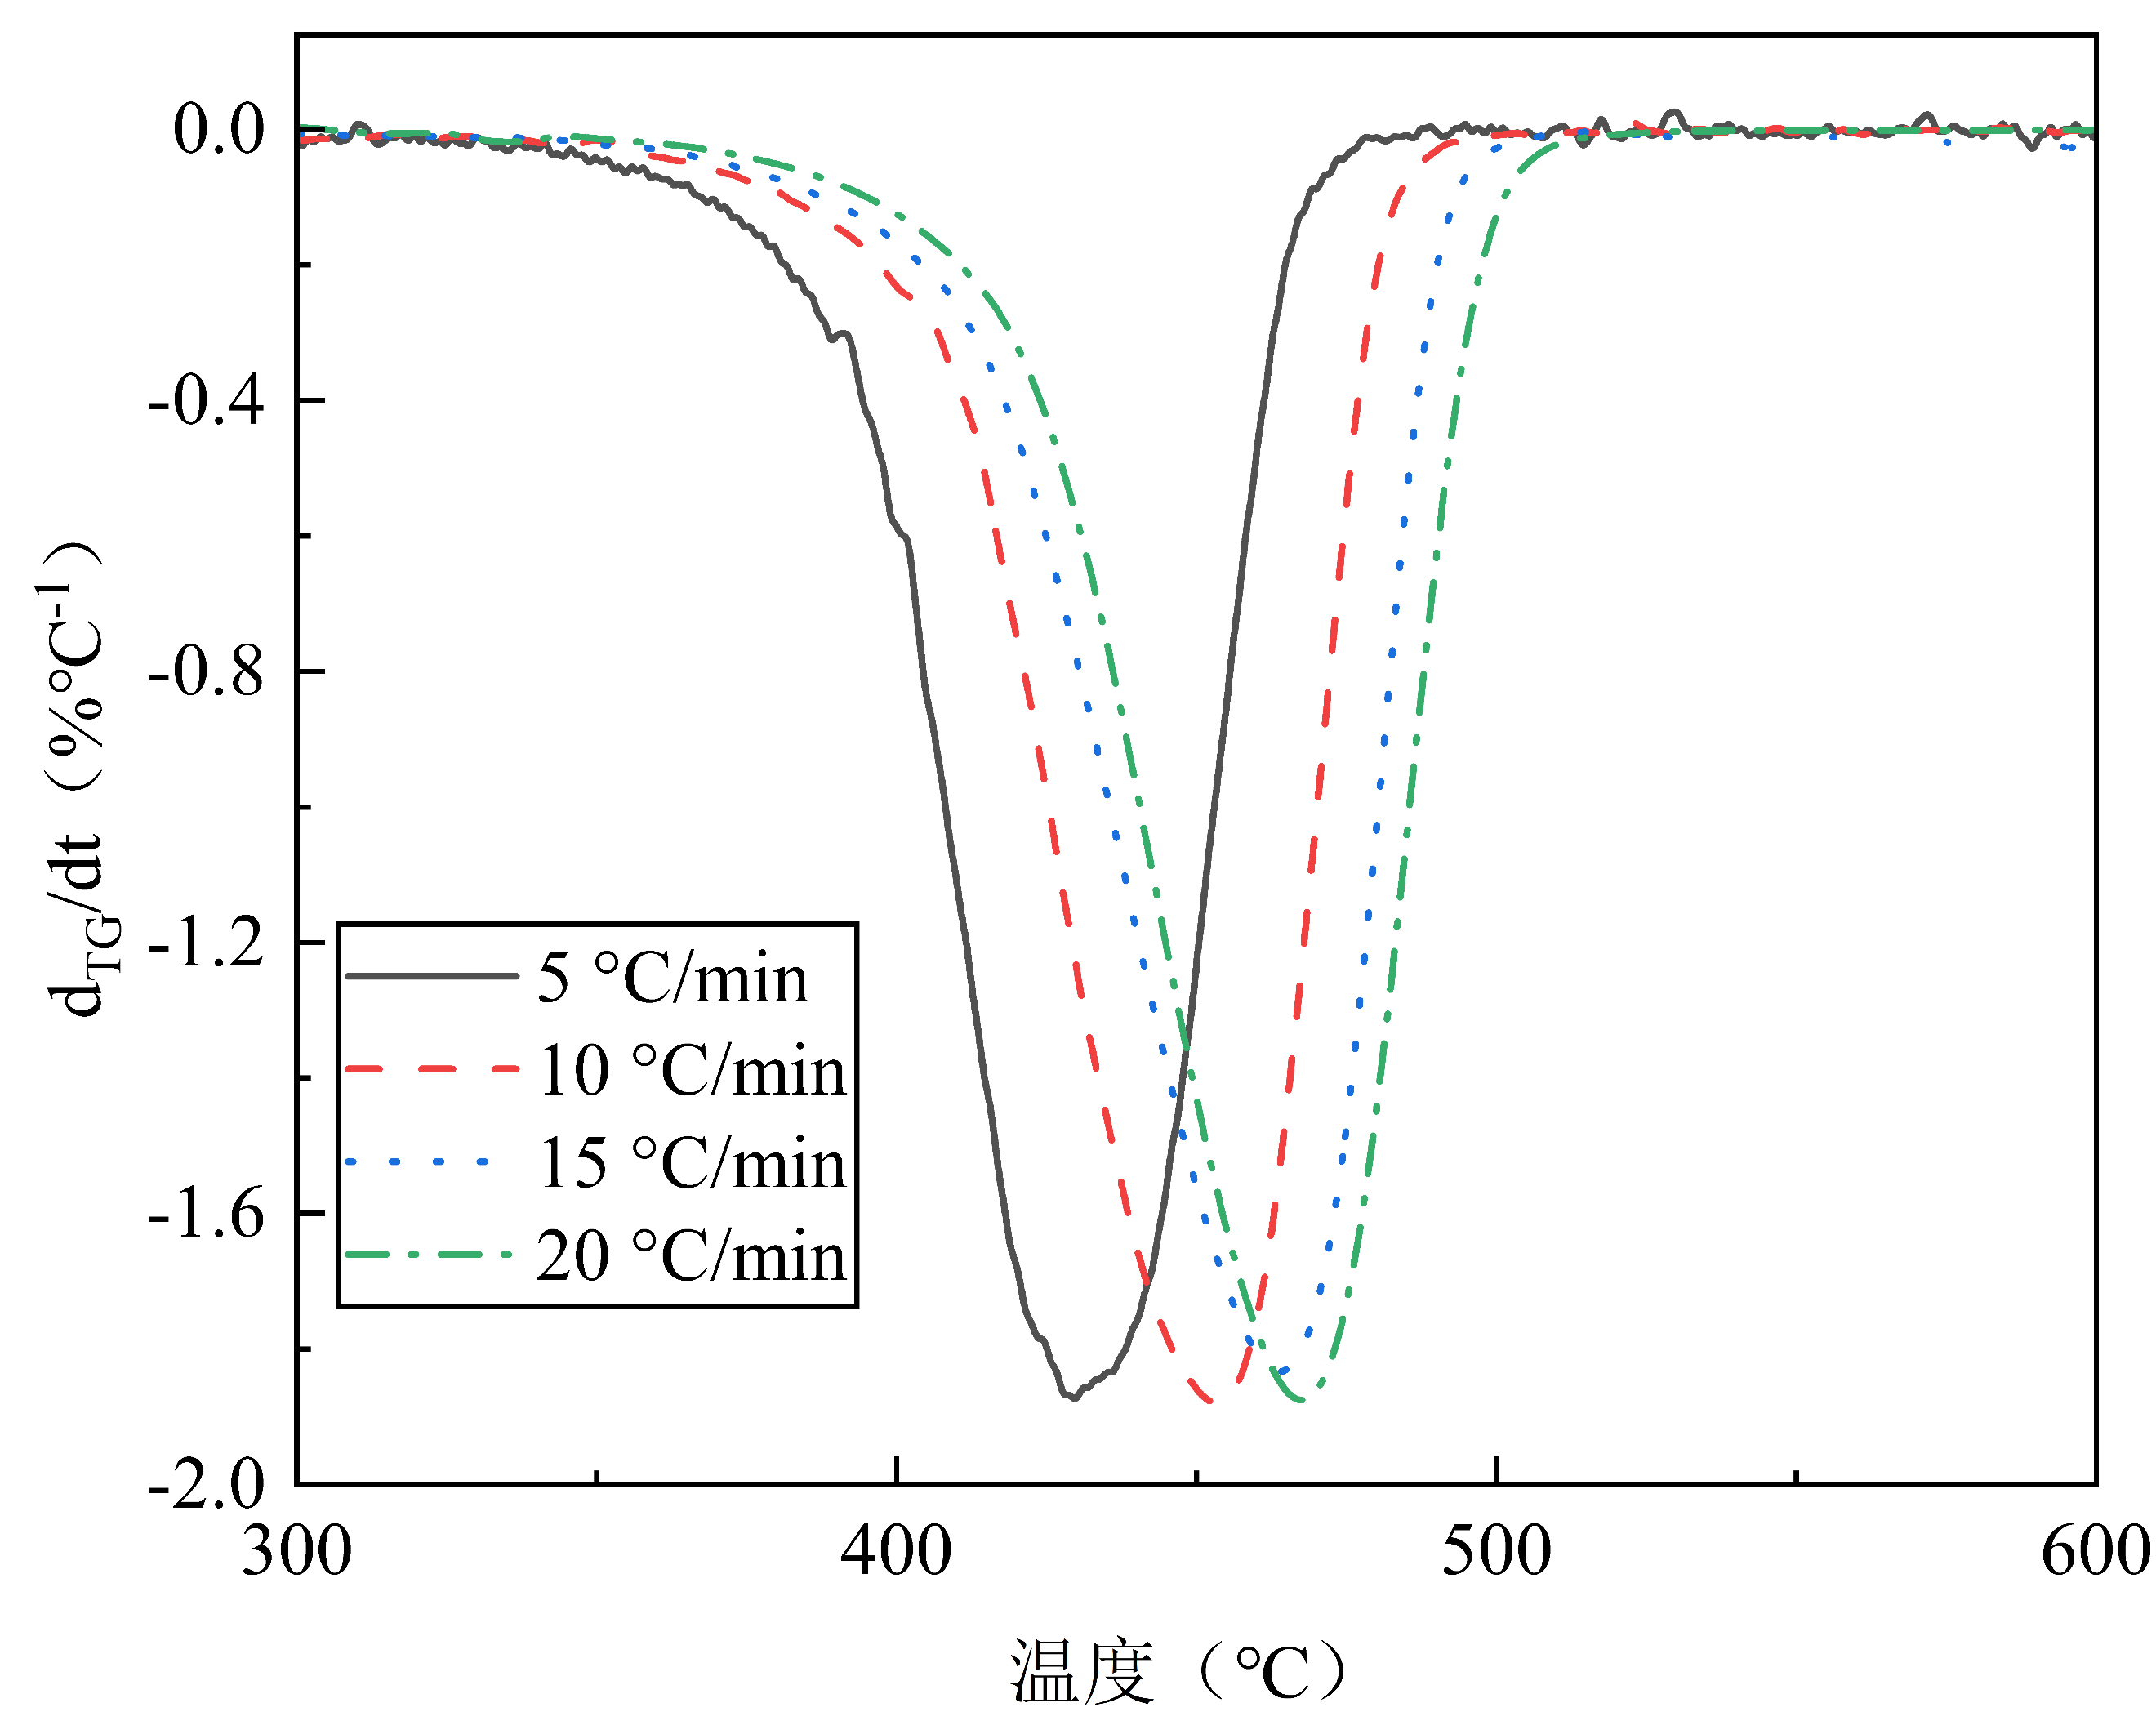 0.0
-0.4
-0.8
-1.2
-1.6
-2.0
d_TG/dt（%°C^-1）
5 °C/min
10 °C/min
15 °C/min
20 °C/min
300 400 500 600
温度（℃）